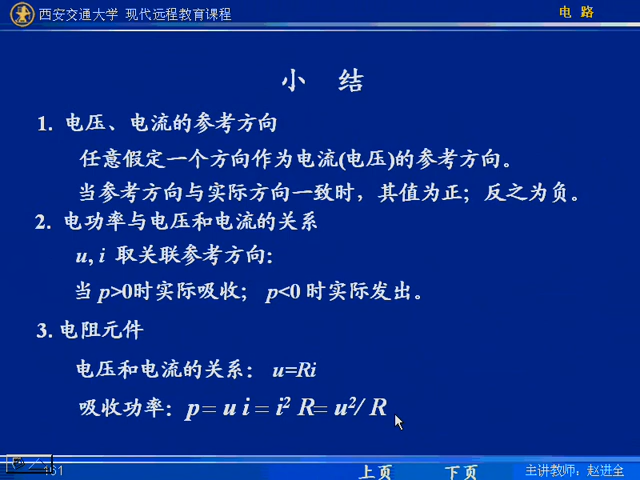 西安交通大学 现代远程教育课程
电 路
小 结
1. 电压、电流的参考方向
任意假定一个方向作为电流(电压)的参考方向。
当参考方向与实际方向一致时，其值为正；反之为负。
2. 电功率与电压和电流的关系
u, i 取关联参考方向:
当 p>0时实际吸收； p<0 时实际发出。
3. 电阻元件
电压和电流的关系： u=Ri
吸收功率：p= u i = i² R= u²/ R
上页
下页
主讲教师：赵进全